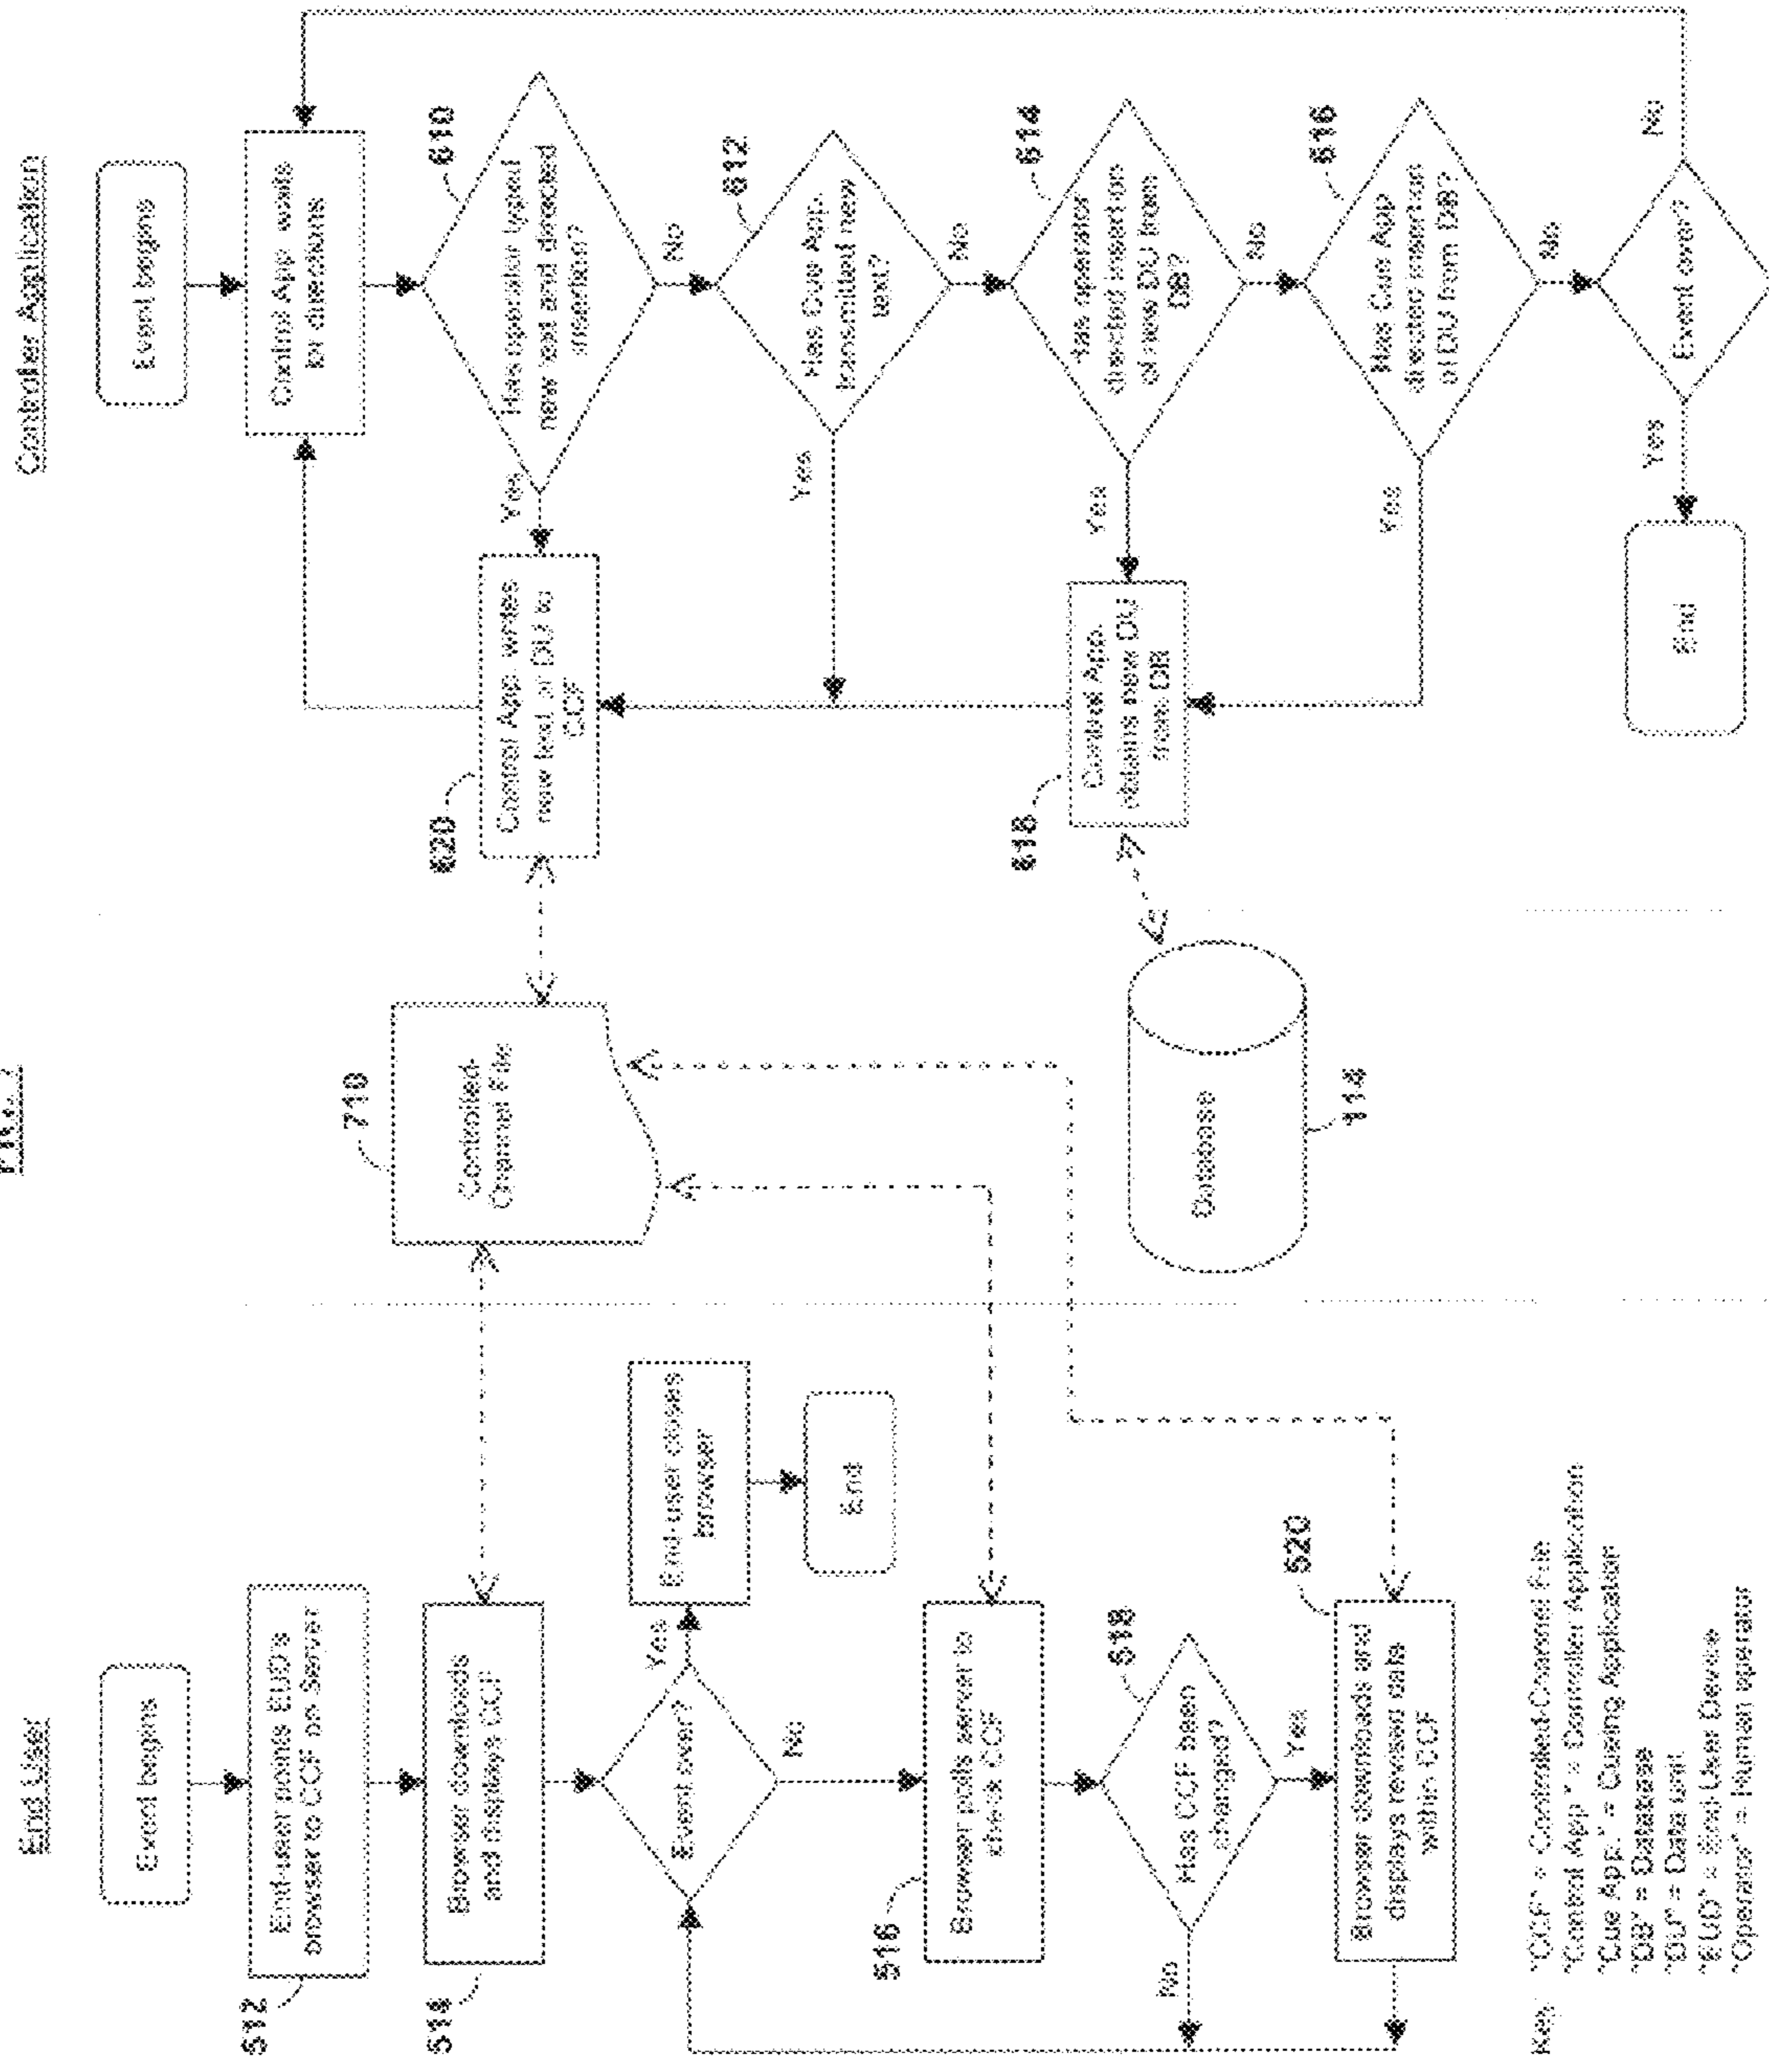 FIG. 7
End User
Event begins
End-user points EUD's
browser to CCF on Server
512
Browser downloads
and displays CCF
514
Event over?
Yes
End-user closes
browser
End
No
Browser polls server to
check CCF
516
Has CCF been
changed?
518
No
Yes
Browser downloads and
displays revised cells
within CCF
520
Key:
"CCF" = Controlled-Channel File
"Control App." = Controller Application
"Cue App." = Cueing Application
"DB" = Database
"DU" = Data unit
"EUD" = End-User Device
"Operator" = Human operator
Controlled-
Channel File
710
Database
114
Controller Application
Event begins
Control App. waits
for directions
Has operator typed
new text and directed
insertion?
610
Yes
No
Control App. writes
new text or DU to
CCF
620
Has Cue App.
transmitted new
text?
612
Yes
No
Has operator
directed insertion
of new DU from
DB?
614
Yes
No
Control App.
obtains new DU
from DB
618
Has Cue App
directed insertion
of DU from DB?
616
Yes
No
Event over?
Yes
No
End